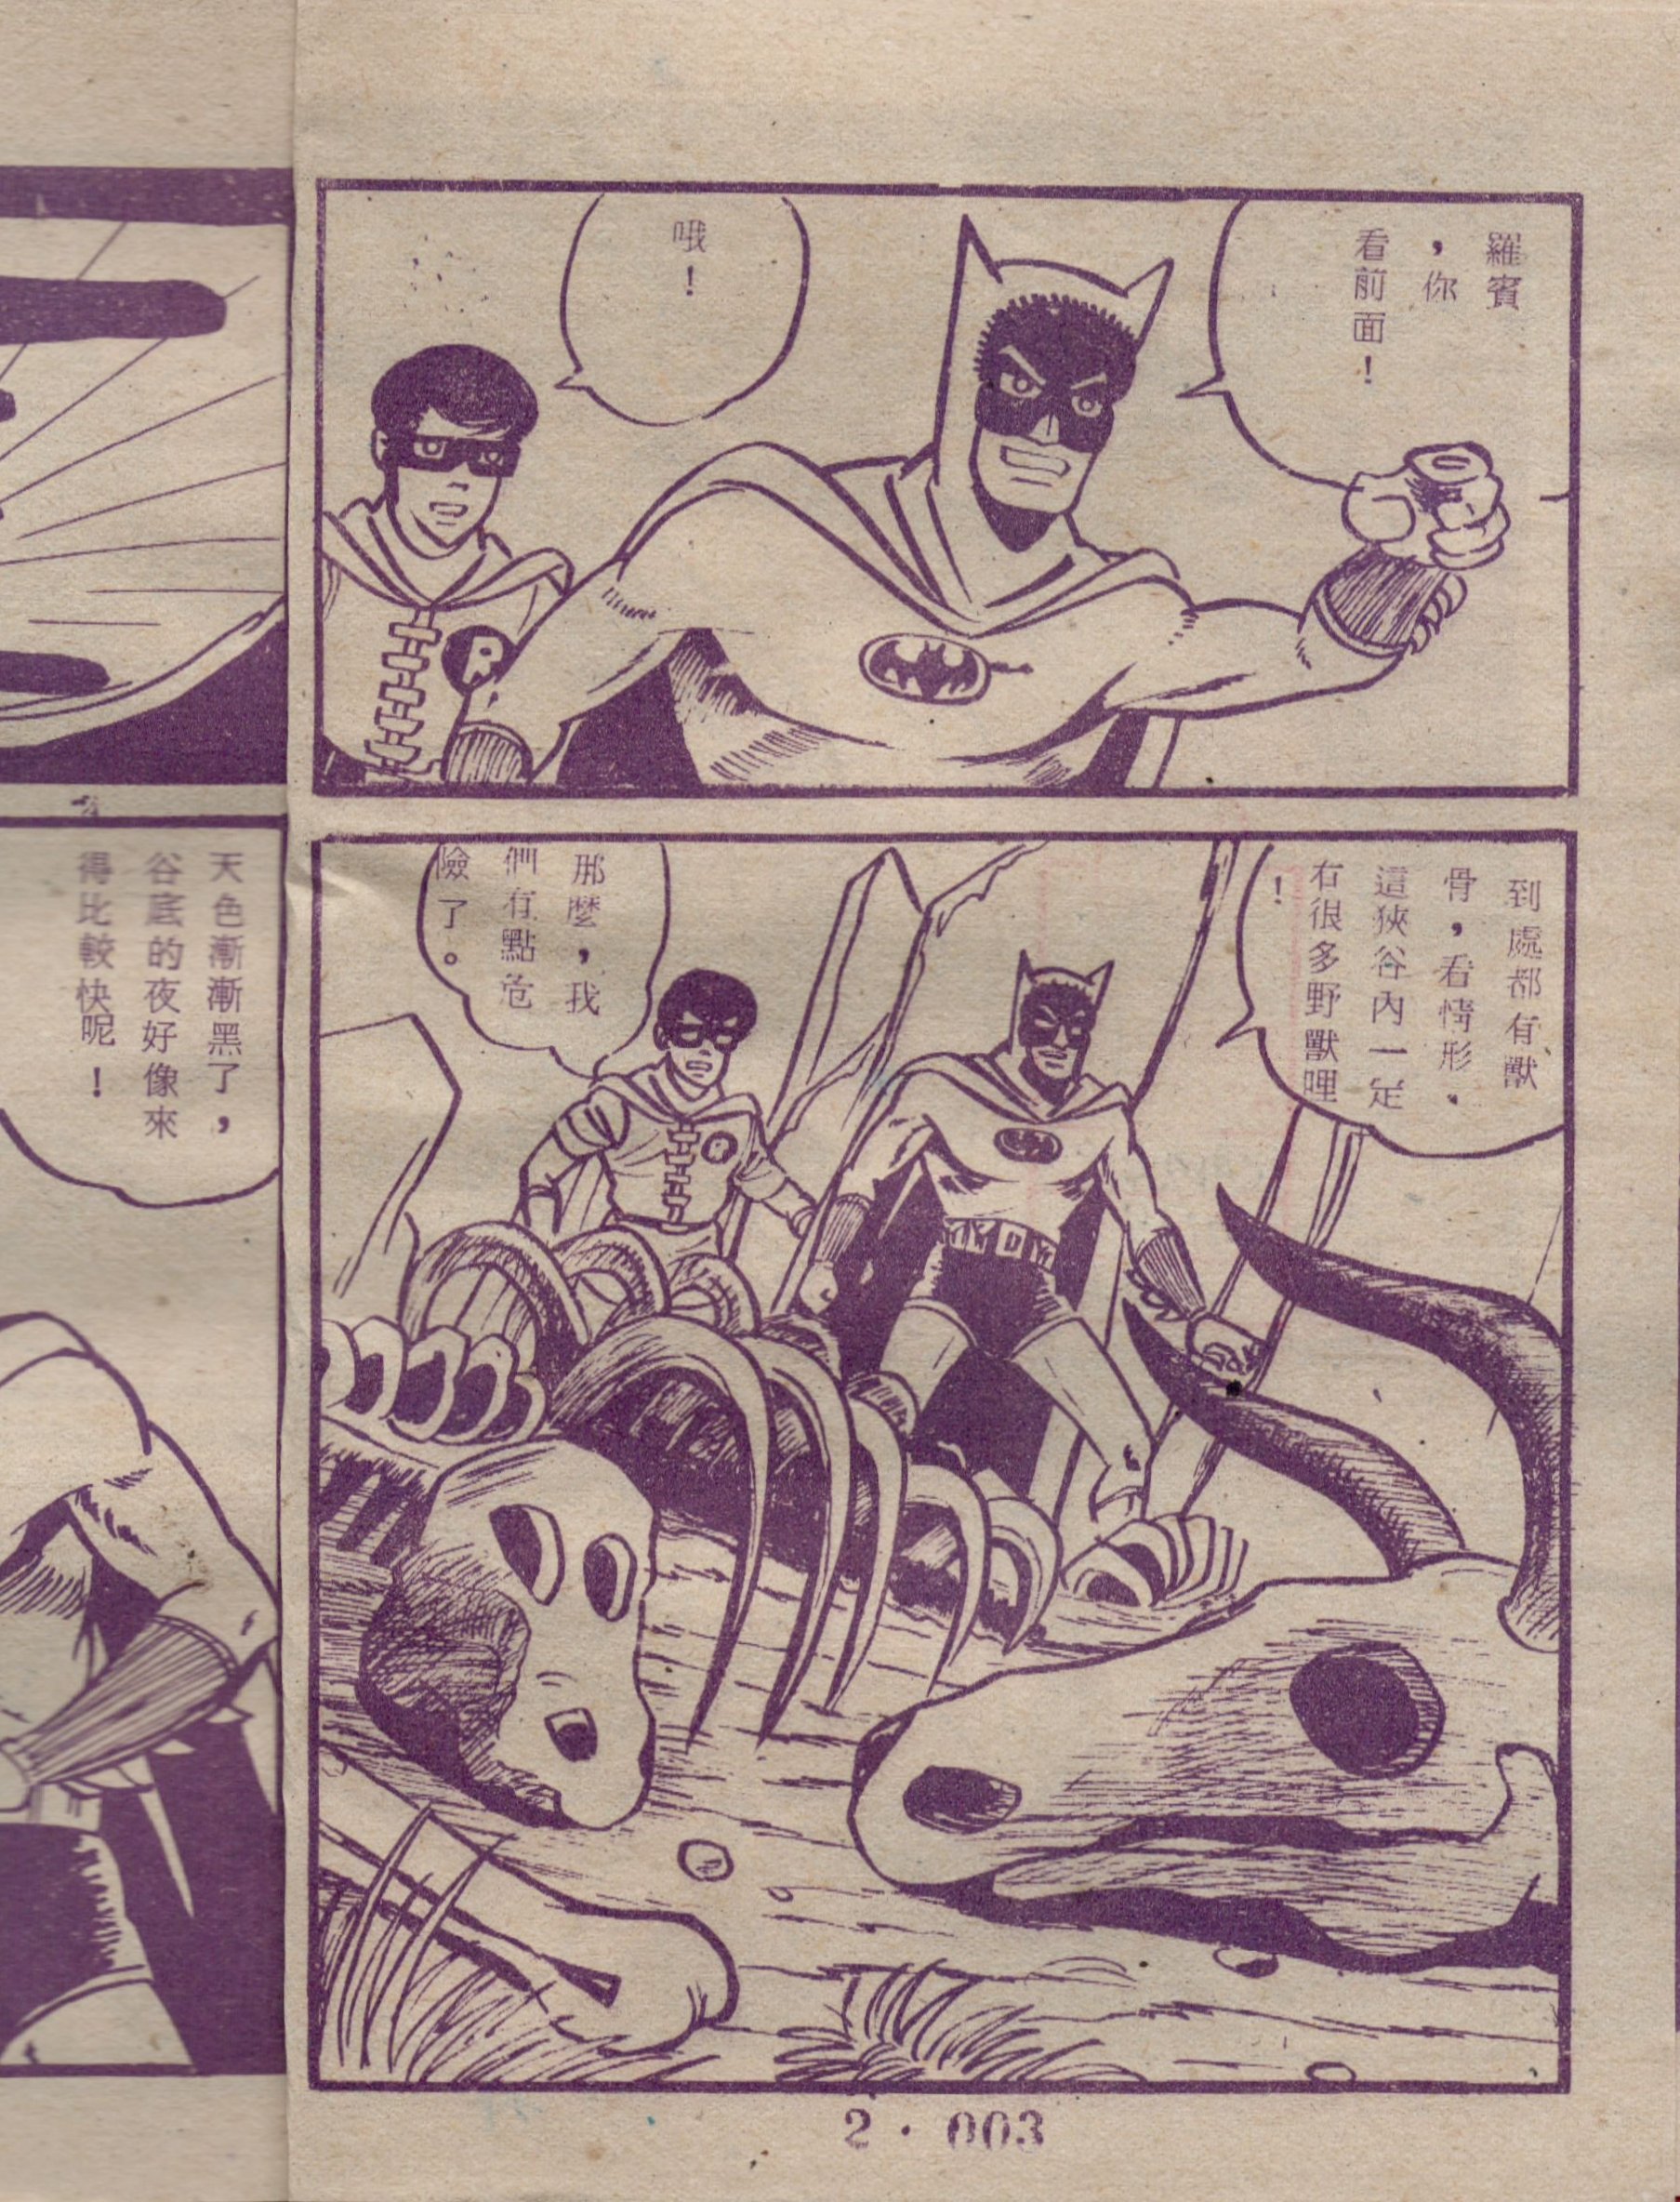 羅賓
，你
看前面！
哦！
到處都有獸
骨，看情形，
這狹谷內一定
有很多野獸哩
！
那麼，我
們有點危
險了。
R
R
2·003
天色漸漸黑了，
谷底的夜好像來
得比較快呢！